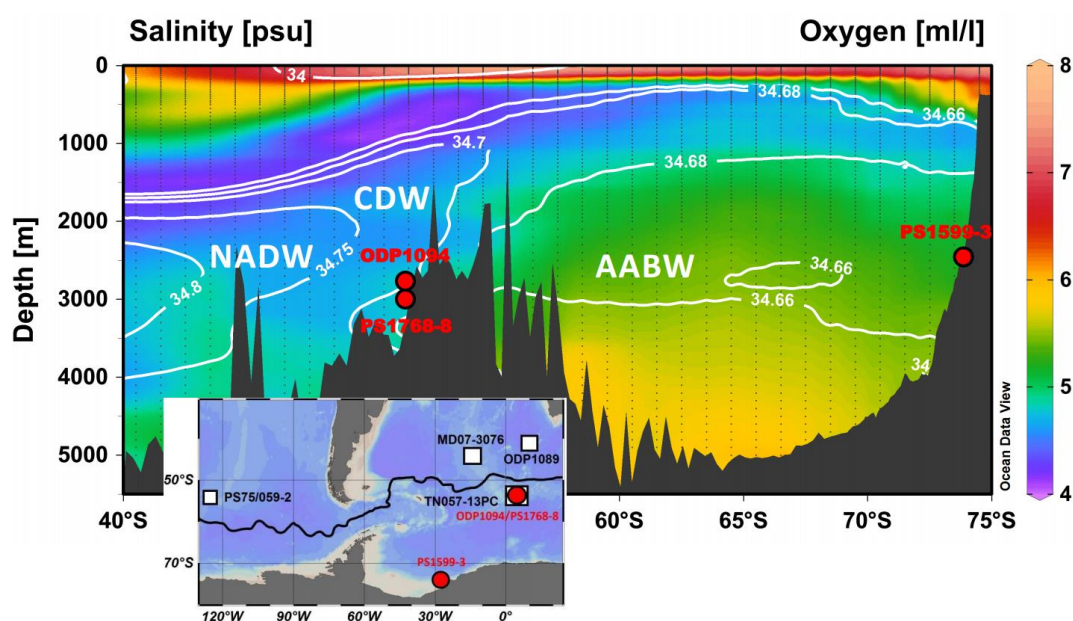 Salinity [psu]
Oxygen [ml/l]
0
1000
2000
3000
4000
5000
Depth [m]
34
34.68
34.66
34.7
34.68
CDW
NADW
34.75
34.8
ODP1094
PS1768-8
AABW
34.66
34.66
PS1599-3
34
8
7
6
5
4
Ocean Data View
40°S
60°S
65°S
70°S
75°S
MD07-3076
ODP1089
50°S
PS75/059-2
TN057-13PC
ODP1094/PS1768-8
70°S
PS1599-3
120°W
90°W
60°W
30°W
0°